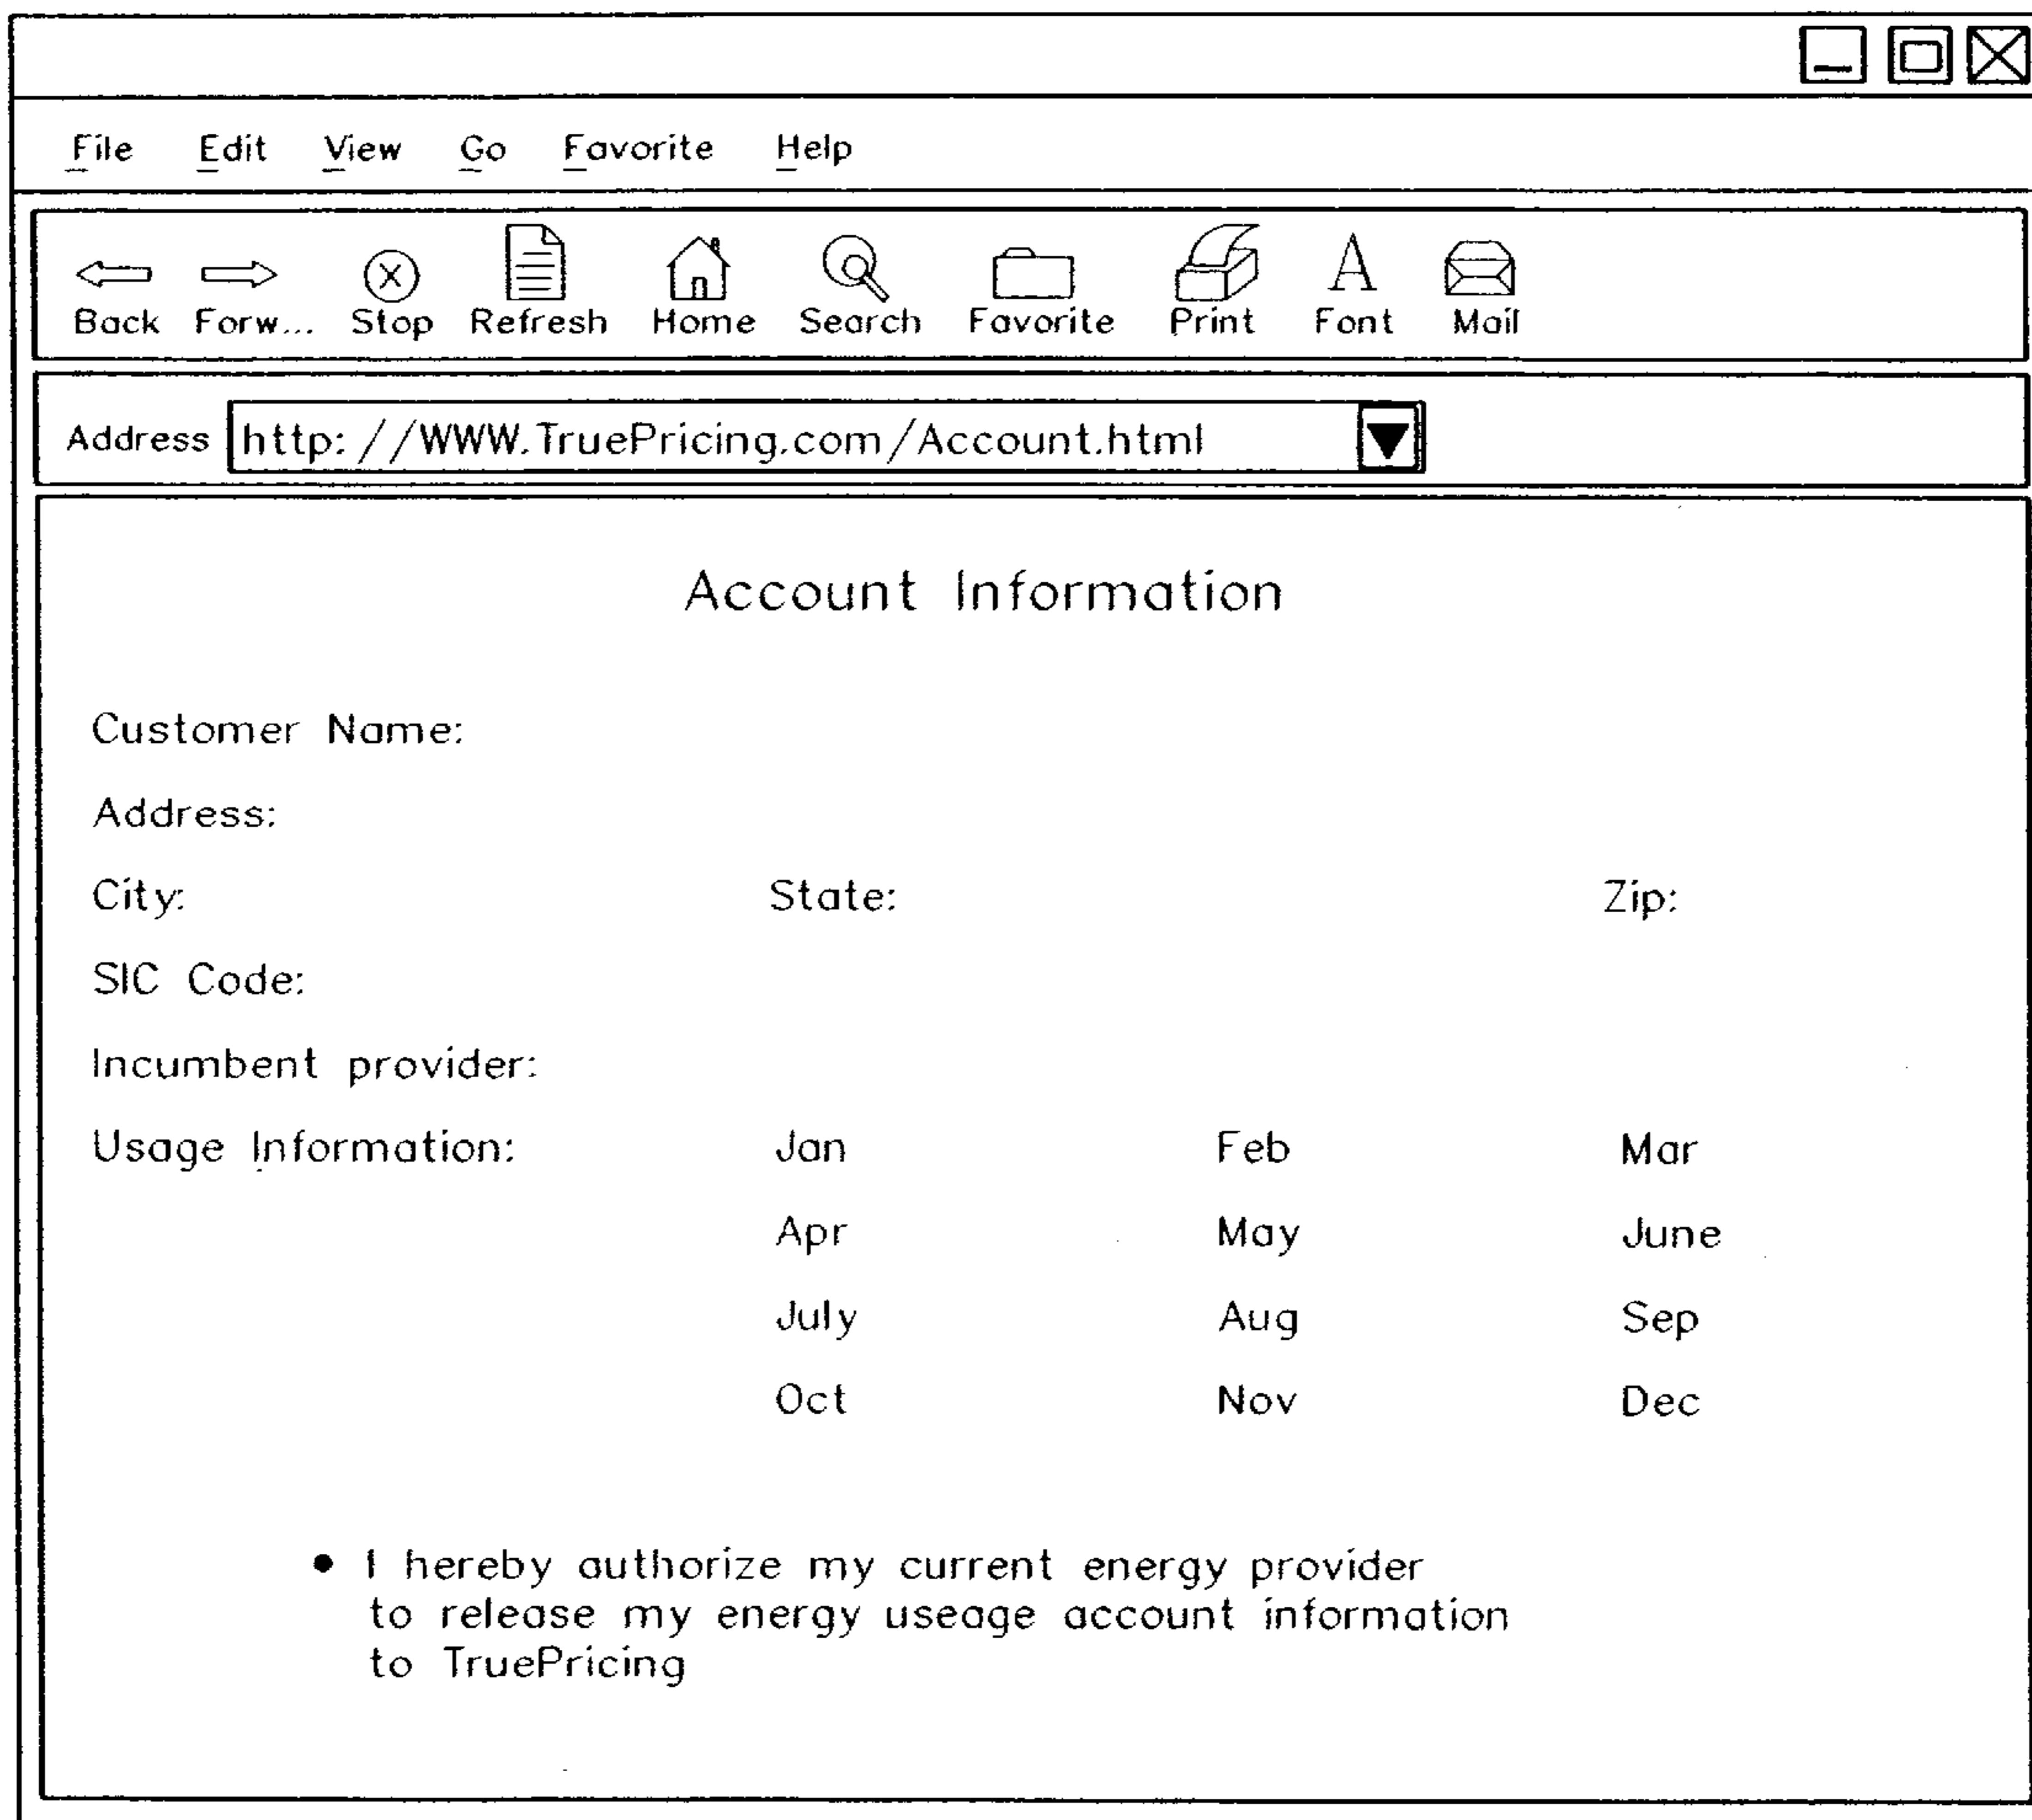 File Edit View Go Favorite Help
Back Forw... Stop Refresh Home Search Favorite Print Font Mail
Address http://WWW.TruePricing.com/Account.html
Account Information
Customer Name:
Address:
City: State: Zip:
SIC Code:
Incumbent provider:
Usage Information: Jan Feb Mar
Apr May June
July Aug Sep
Oct Nov Dec
• I hereby authorize my current energy provider
to release my energy useage account information
to TruePricing